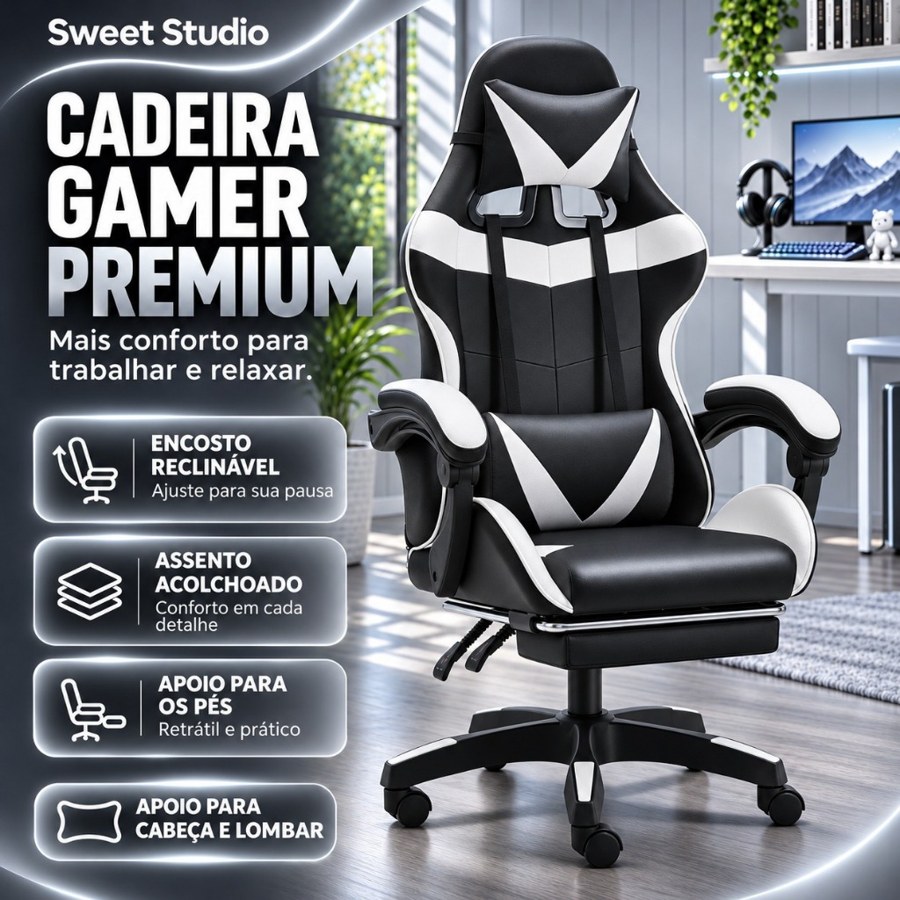 Sweet Studio
CADEIRA
GAMER
PREMIUM
Mais conforto para
trabalhar e relaxar.
ENCOSTO
RECLINÁVEL
Ajuste para sua pausa
ASSENTO
ACOLCHOADO
Conforto em cada
detalhe
APOIO PARA
OS PÉS
Retrátil e prático
APOIO PARA
CABEÇA E LOMBAR